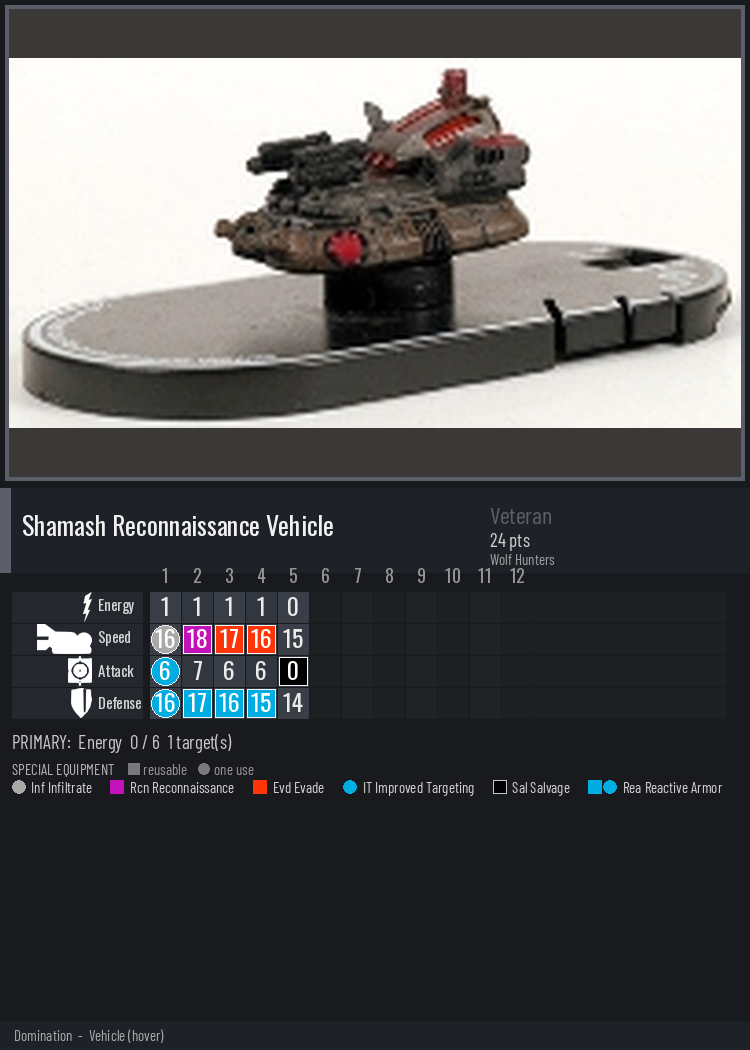 Shamash Reconnaissance Vehicle
Veteran
24 pts
Wolf Hunters
1 2 3 4 5 6 7 8 9 10 11 12
Energy 1 1 1 1 0
Speed 16 18 17 16 15
Attack 6 7 6 6 0
Defense 16 17 16 15 14
PRIMARY: Energy 0 / 6 1 target(s)
SPECIAL EQUIPMENT reusable one use
Inf Infiltrate Rcn Reconnaissance Evd Evade IT Improved Targeting Sal Salvage Rea Reactive Armor
Domination - Vehicle (hover)